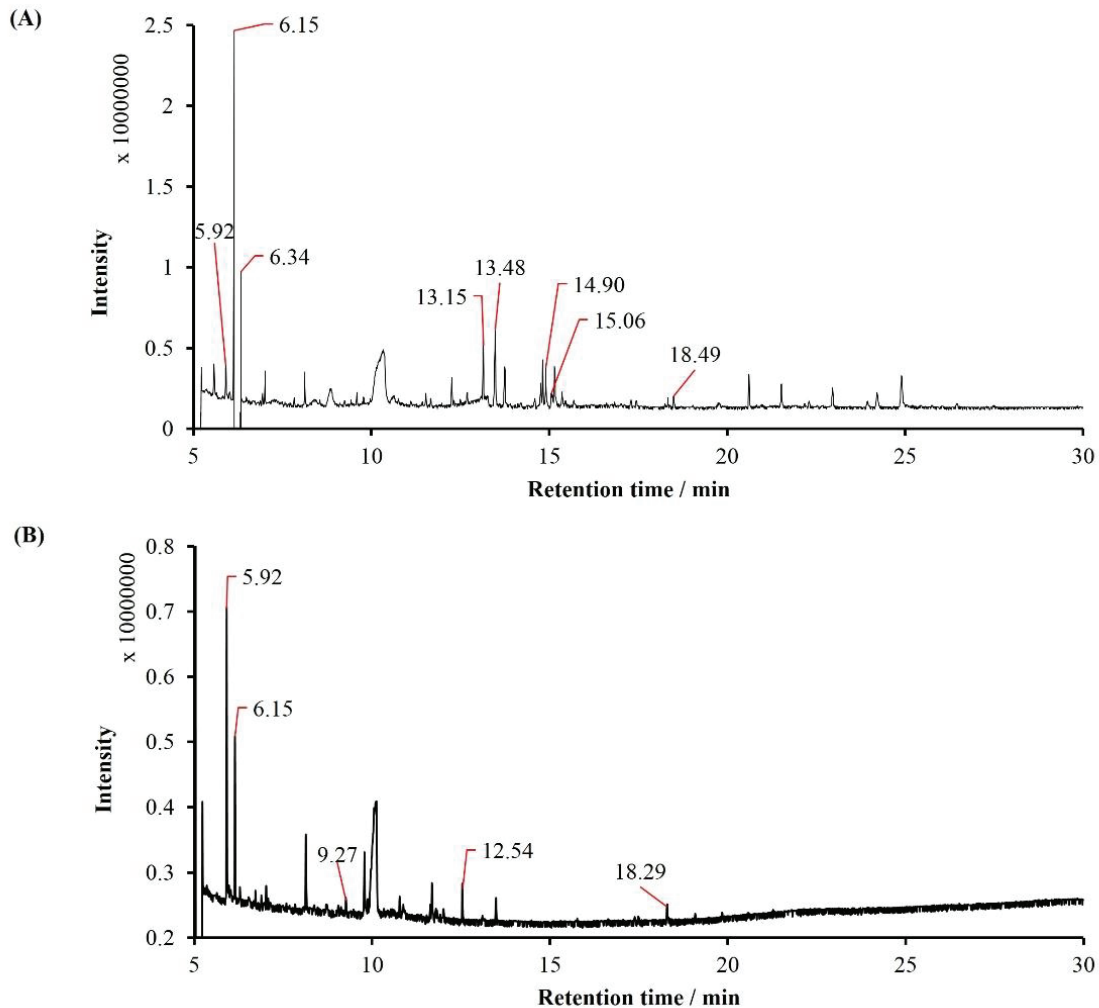 (A)
x 10000000
Intensity
2.5
2
1.5
1
0.5
0
6.15
5.92
6.34
13.15
13.48
14.90
15.06
18.49
5 10 15 20 25 30
Retention time / min
(B)
x 10000000
Intensity
0.8
0.7
0.6
0.5
0.4
0.3
0.2
5.92
6.15
9.27
12.54
18.29
5 10 15 20 25 30
Retention time / min